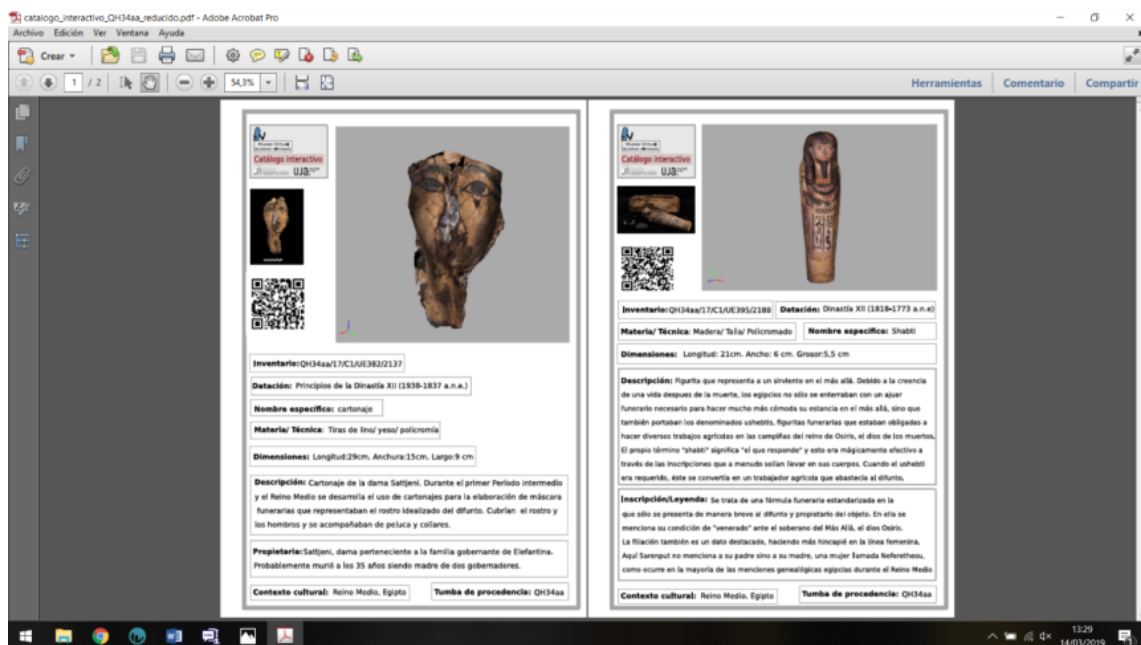 catalogo_interactivo_QH34aa_reducido.pdf - Adobe Acrobat Pro
Archivo Edición Ver Ventana Ayuda
Crear
1 / 2 54,3%
Herramientas Comentario Compartir
Catálogo interactivo
UJa
Inventario:QH34aa/17/C1/UE382/2137
Datación: Principios de la Dinastía XII (1938-1837 a.n.e.)
Nombre específico: cartonaje
Materia/ Técnica: Tiras de lino/ yeso/ policromía
Dimensiones: Longitud:29cm, Anchura:15cm, Largo:9 cm
Descripción: Cartonaje de la dama Sattjeni. Durante el primer Período Intermedio
y el Reino Medio se desarrolla el uso de cartonajes para la elaboración de máscara
funerarias que representaban el rostro idealizado del difunto. Cubrían el rostro y
los hombros y se acompañaban de peluca y collares.
Propietaria:Sattjeni, dama perteneciente a la familia gobernante de Elefantina.
Probablemente murió a los 35 años siendo madre de dos gobernadores.
Contexto cultural: Reino Medio, Egipto
Tumba de procedencia: QH34aa
Catálogo interactivo
UJa
Inventario:QH34aa/17/C1/UE395/2188
Datación: Dinastía XII (1818-1773 a.n.e)
Materia/ Técnica: Madera/ Talla/ Policromado
Nombre específico: Shabti
Dimensiones: Longitud: 21cm. Ancho: 6 cm. Grosor:5,5 cm
Descripción: Figurita que representa a un sirviente en el más allá. Debido a la creencia
de una vida despues de la muerte, los egipcios no sólo se enterraban con un ajuar
funerario necesario para hacer mucho más cómoda su estancia en el más allá, sino que
también portaban los denominados ushebtis, figuritas funerarias que estaban obligadas a
hacer diversos trabajos agrícolas en las campiñas del reino de Osiris, el dios de los muertos.
El propio término "shabti" significa "el que responde" y esto era mágicamente efectivo a
través de las inscripciones que a menudo solían llevar en sus cuerpos. Cuando el ushebti
era requerido, éste se convertía en un trabajador agrícola que abastecía al difunto.
Inscripción/Leyenda: Se trata de una fórmula funeraria estandarizada en la
que sólo se presenta de manera breve al difunto y propietario del objeto. En ella se
menciona su condición de "venerado" ante el soberano del Más Allá, el dios Osiris.
La filiación también es un dato destacado, haciendo más hincapié en la línea femenina.
Aquí Sarenput no menciona a su padre sino a su madre, una mujer llamada Neferethesu,
como ocurre en la mayoría de las menciones genealógicas egipcias durante el Reino Medio
Contexto cultural: Reino Medio, Egipto
Tumba de procedencia: QH34aa
13:29
14/03/2019